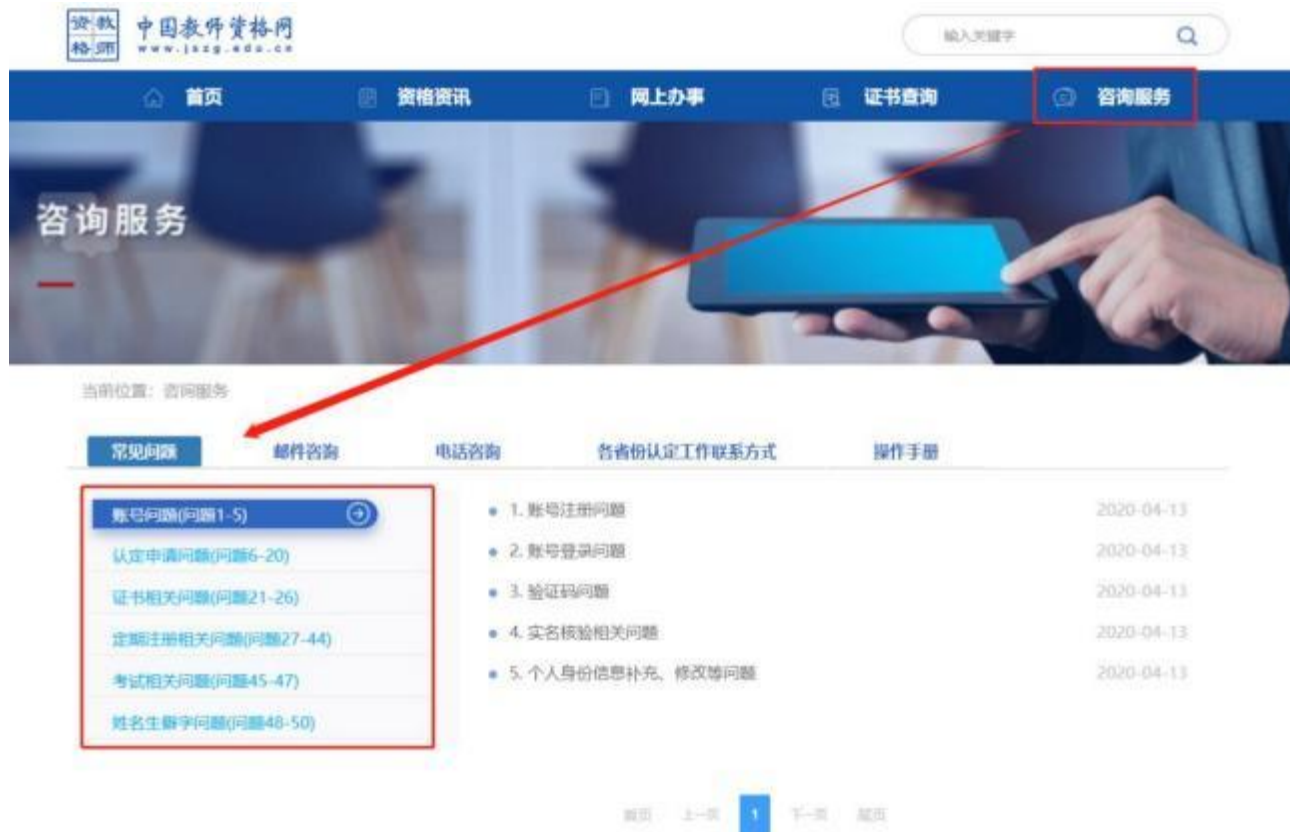 资教
格师
中国教师资格网
www.jszg.edu.cn
输入关键字
首页 资格资讯 网上办事 证书查询 咨询服务
咨询服务
当前位置：咨询服务
常见问题 邮件咨询 电话咨询 各省份认定工作联系方式 操作手册
账号问题(问题1-5)
认定申请问题(问题6-20)
证书相关问题(问题21-26)
定期注册相关问题(问题27-44)
考试相关问题(问题45-47)
姓名生僻字问题(问题48-50)
1. 账号注册问题 2020-04-13
2. 账号登录问题 2020-04-13
3. 验证码问题 2020-04-13
4. 实名核验相关问题 2020-04-13
5. 个人身份信息补充、修改等问题 2020-04-13
首页 上一页 1 下一页 尾页